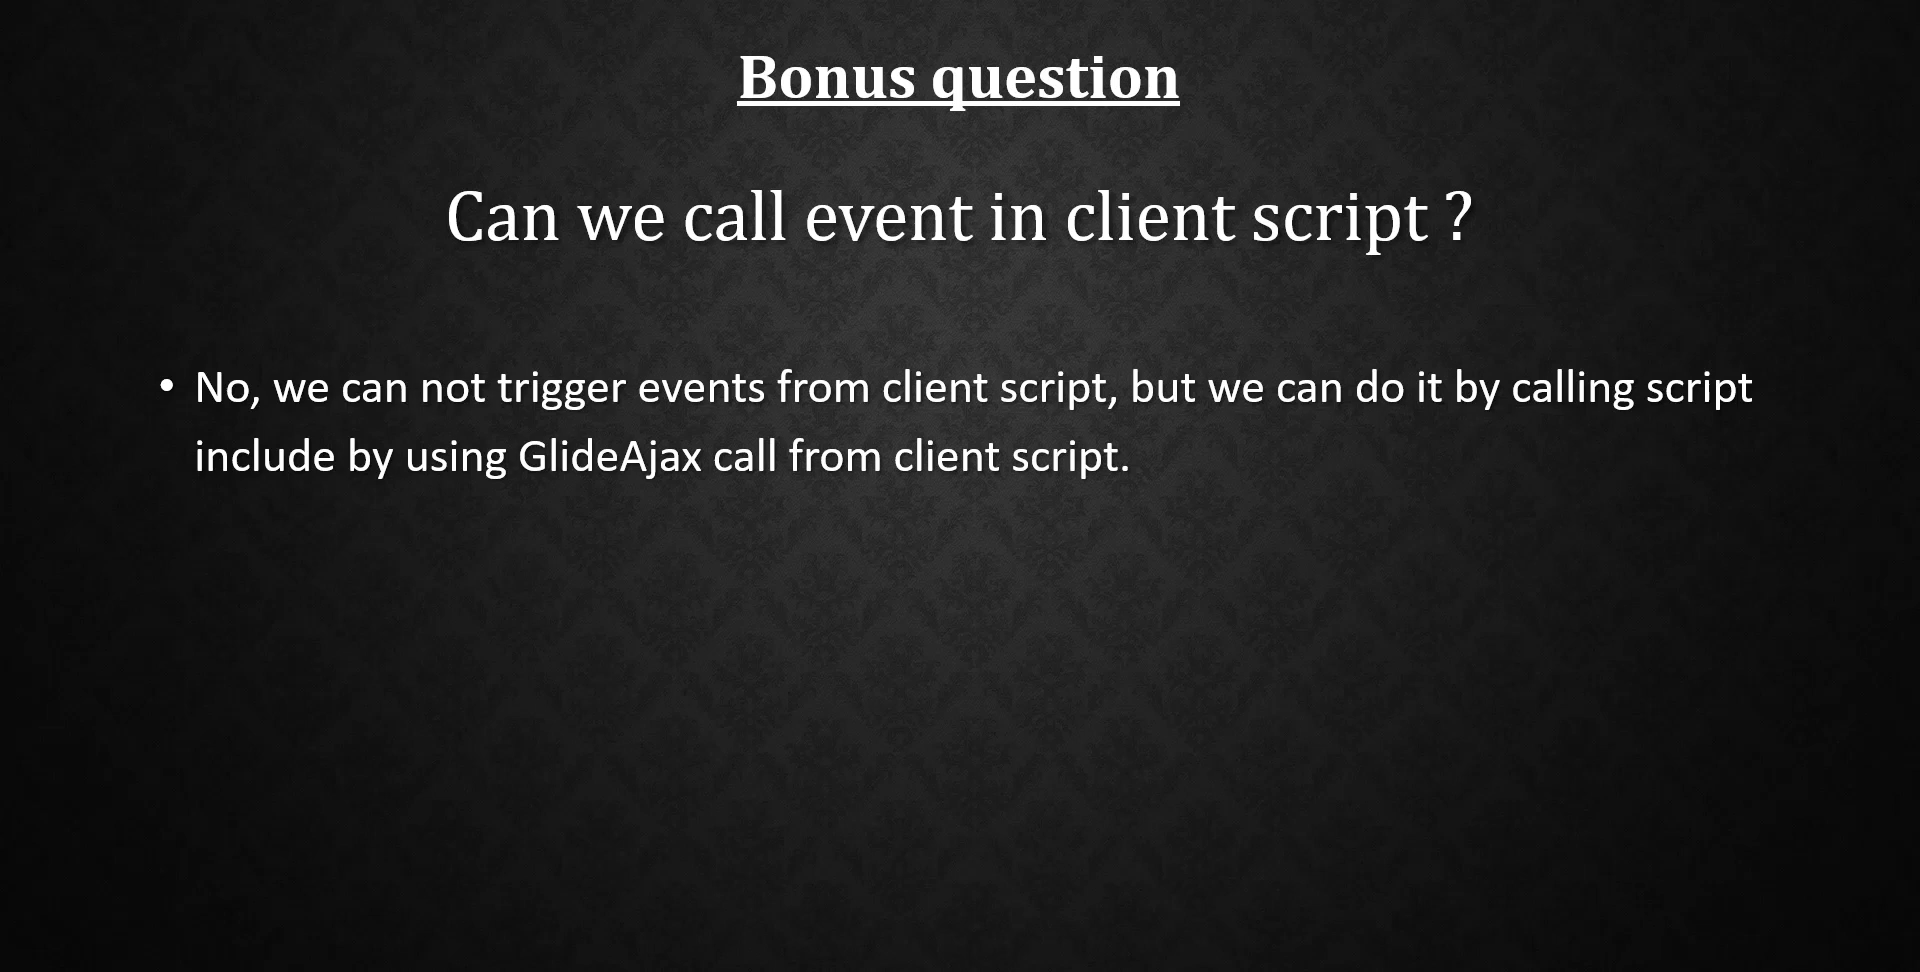 Bonus question
Can we call event in client script ?
• No, we can not trigger events from client script, but we can do it by calling script
include by using GlideAjax call from client script.